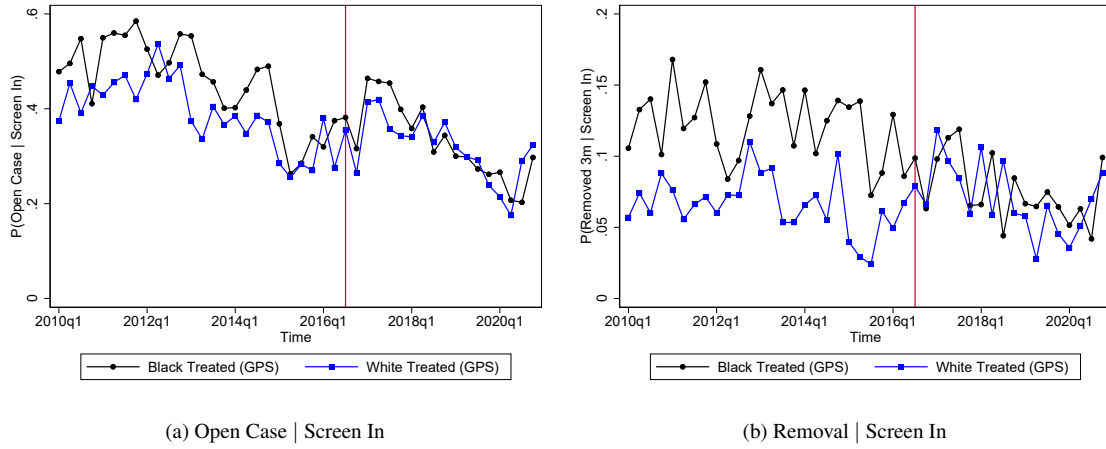 .6
.4
.2
0
P(Open Case | Screen In)
2010q1 2012q1 2014q1 2016q1 2018q1 2020q1
Time
Black Treated (GPS) White Treated (GPS)
(a) Open Case | Screen In
.2
.15
.1
.05
0
P(Removed 3m | Screen In)
2010q1 2012q1 2014q1 2016q1 2018q1 2020q1
Time
Black Treated (GPS) White Treated (GPS)
(b) Removal | Screen In